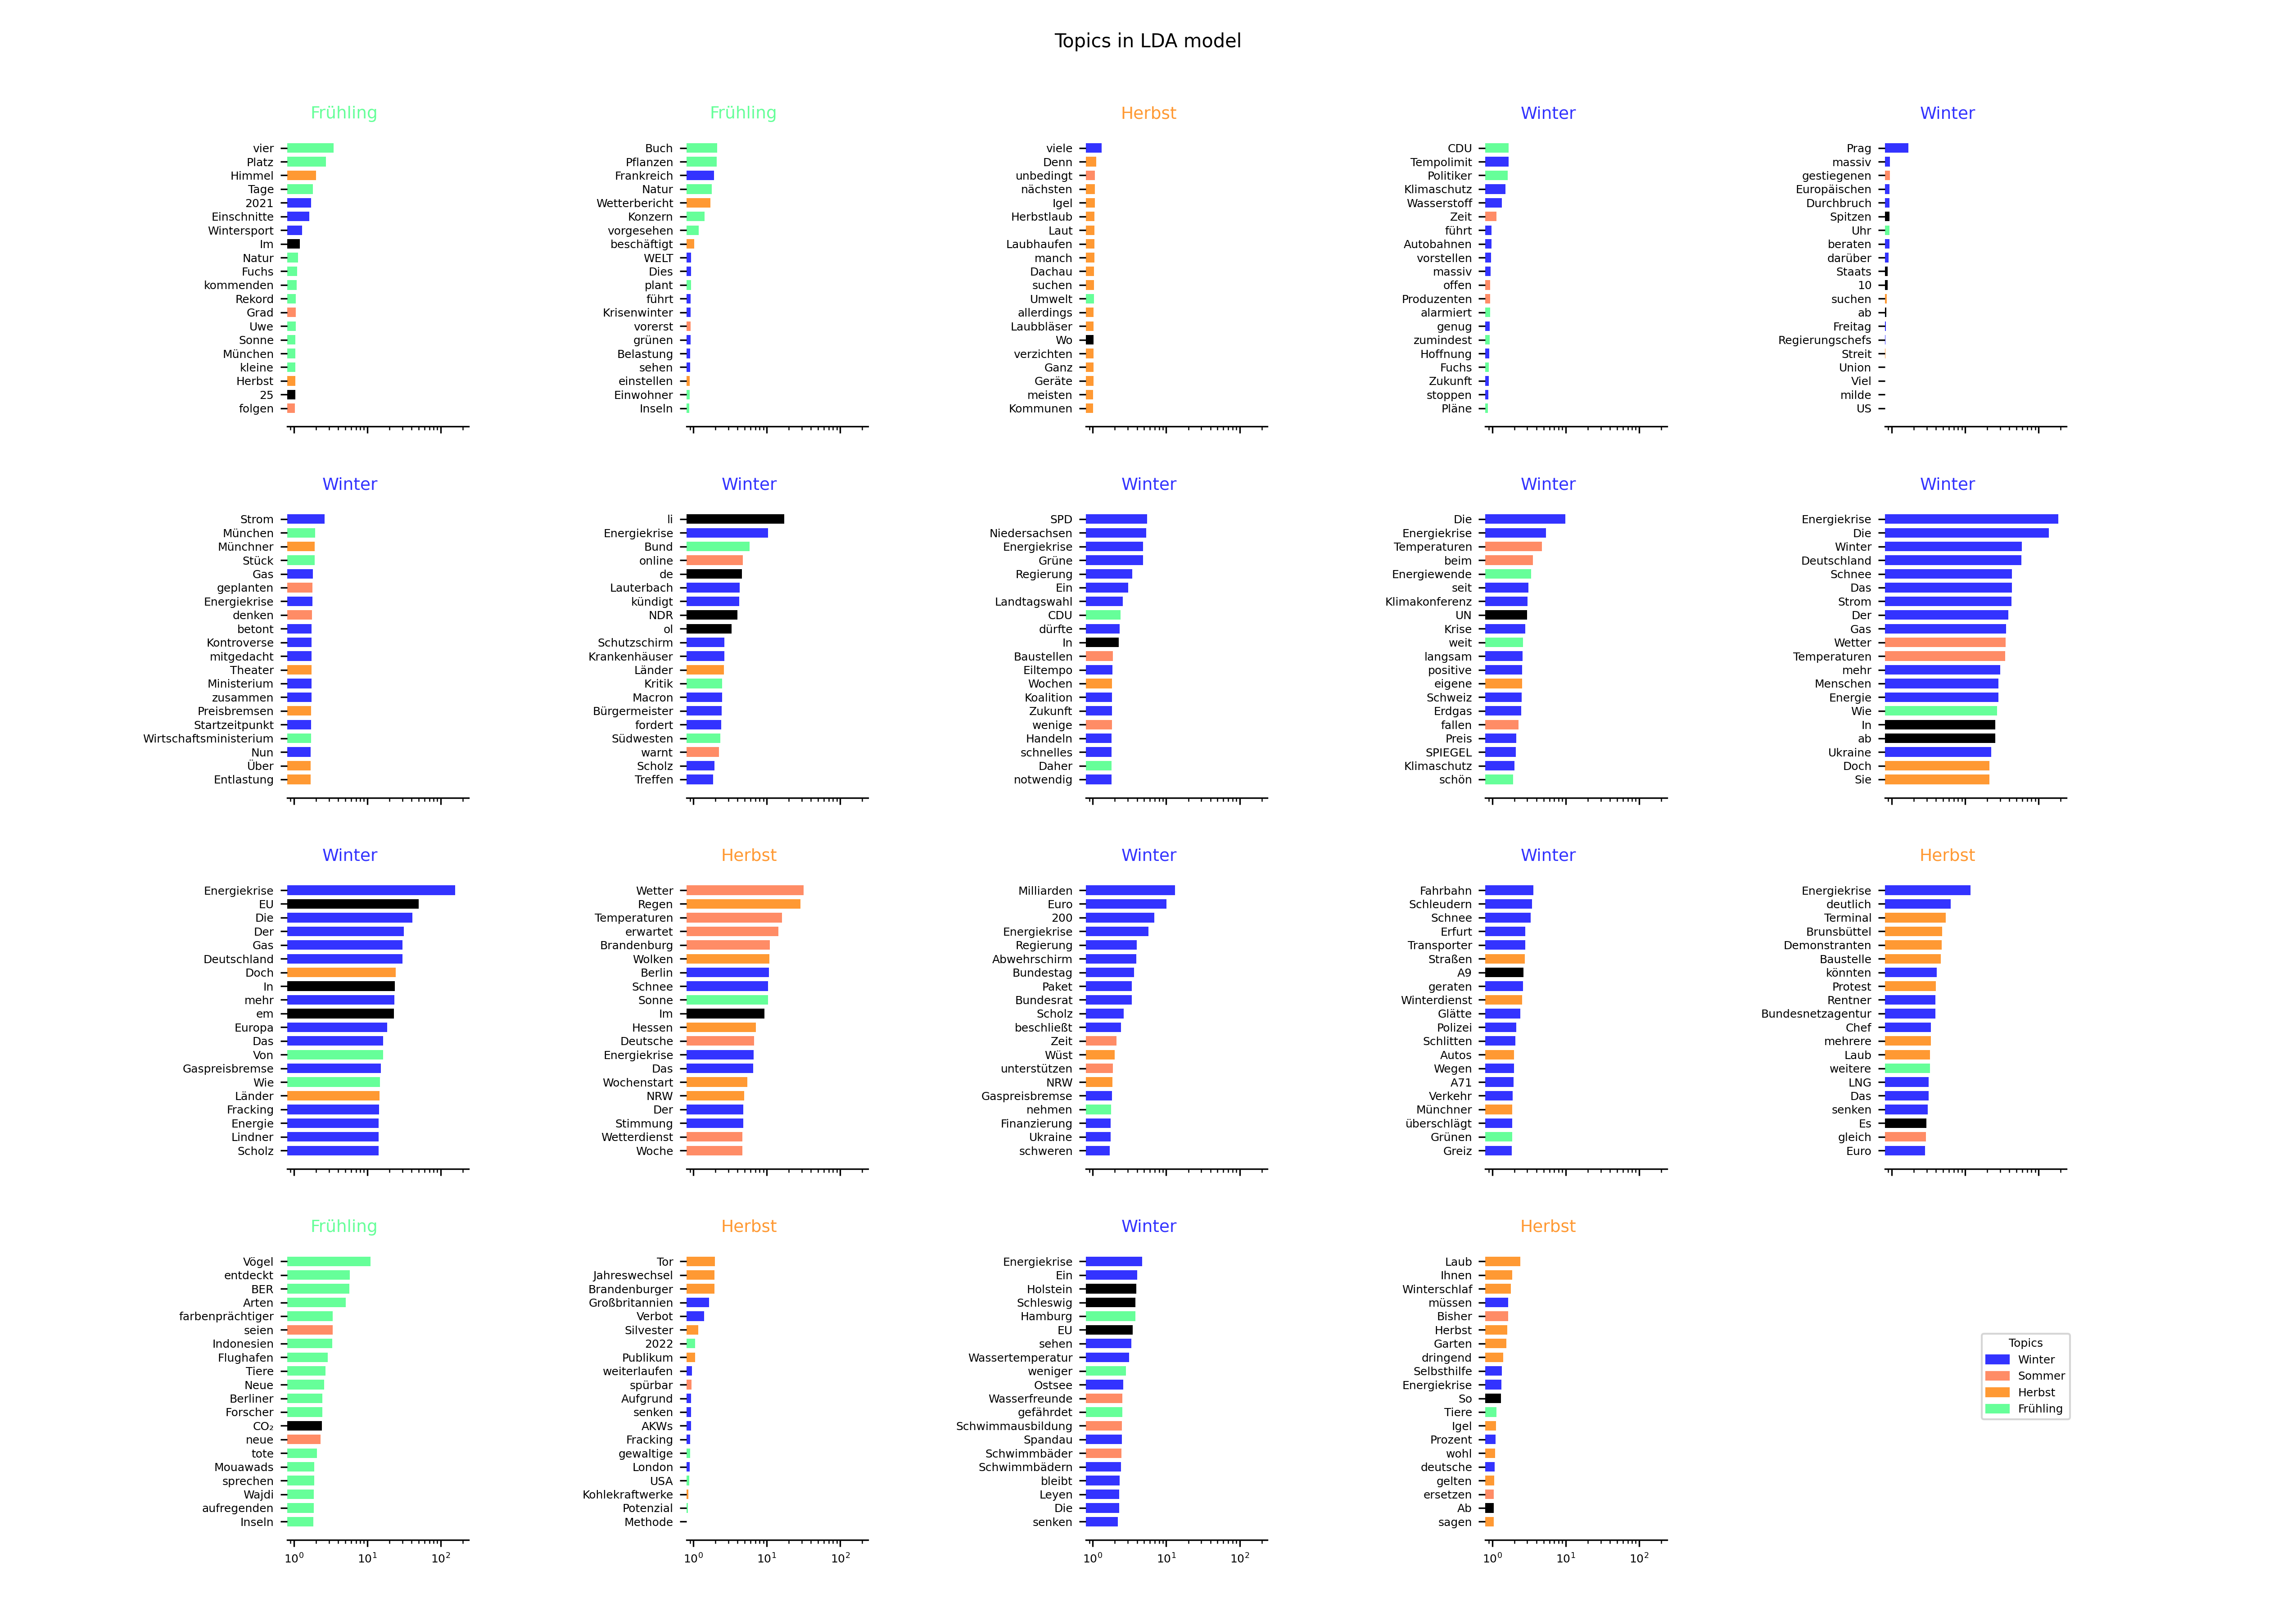 Topics in LDA model
Frühling
vier
Platz
Himmel
Tage
2021
Einschnitte
Wintersport
Im
Natur
Fuchs
kommenden
Rekord
Grad
Uwe
Sonne
München
kleine
Herbst
25
folgen
Frühling
Buch
Pflanzen
Frankreich
Natur
Wetterbericht
Konzern
vorgesehen
beschäftigt
WELT
Dies
plant
führt
Krisenwinter
vorerst
grünen
Belastung
sehen
einstellen
Einwohner
Inseln
Herbst
viele
Denn
unbedingt
nächsten
Igel
Herbstlaub
Laut
Laubhaufen
manch
Dachau
suchen
Umwelt
allerdings
Laubbläser
Wo
verzichten
Ganz
Geräte
meisten
Kommunen
Winter
CDU
Tempolimit
Politiker
Klimaschutz
Wasserstoff
Zeit
führt
Autobahnen
vorstellen
massiv
offen
Produzenten
alarmiert
genug
zumindest
Hoffnung
Fuchs
Zukunft
stoppen
Pläne
Winter
Prag
massiv
gestiegenen
Europäischen
Durchbruch
Spitzen
Uhr
beraten
darüber
Staats
10
suchen
ab
Freitag
Regierungschefs
Streit
Union
Viel
milde
US
Winter
Strom
München
Münchner
Stück
Gas
geplanten
Energiekrise
denken
betont
Kontroverse
mitgedacht
Theater
Ministerium
zusammen
Preisbremsen
Startzeitpunkt
Wirtschaftsministerium
Nun
Über
Entlastung
Winter
li
Energiekrise
Bund
online
de
Lauterbach
kündigt
NDR
ol
Schutzschirm
Krankenhäuser
Länder
Kritik
Macron
Bürgermeister
fordert
Südwesten
warnt
Scholz
Treffen
Winter
SPD
Niedersachsen
Energiekrise
Grüne
Regierung
Ein
Landtagswahl
CDU
dürfte
In
Baustellen
Eiltempo
Wochen
Koalition
Zukunft
wenige
Handeln
schnelles
Daher
notwendig
Winter
Die
Energiekrise
Temperaturen
beim
Energiewende
seit
Klimakonferenz
UN
Krise
weit
langsam
positive
eigene
Schweiz
Erdgas
fallen
Preis
SPIEGEL
Klimaschutz
schön
Winter
Energiekrise
Die
Winter
Deutschland
Schnee
Das
Strom
Der
Gas
Wetter
Temperaturen
mehr
Menschen
Energie
Wie
In
ab
Ukraine
Doch
Sie
Winter
Energiekrise
EU
Die
Der
Gas
Deutschland
Doch
In
mehr
em
Europa
Das
Von
Gaspreisbremse
Wie
Länder
Fracking
Energie
Lindner
Scholz
Herbst
Wetter
Regen
Temperaturen
erwartet
Brandenburg
Wolken
Berlin
Schnee
Sonne
Im
Hessen
Deutsche
Energiekrise
Das
Wochenstart
NRW
Der
Stimmung
Wetterdienst
Woche
Winter
Milliarden
Euro
200
Energiekrise
Regierung
Abwehrschirm
Bundestag
Paket
Bundesrat
Scholz
beschließt
Zeit
Wüst
unterstützen
NRW
Gaspreisbremse
nehmen
Finanzierung
Ukraine
schweren
Winter
Fahrbahn
Schleudern
Schnee
Erfurt
Transporter
Straßen
A9
geraten
Winterdienst
Glätte
Polizei
Schlitten
Autos
Wegen
A71
Verkehr
Münchner
überschlägt
Grünen
Greiz
Herbst
Energiekrise
deutlich
Terminal
Brunsbüttel
Demonstranten
Baustelle
könnten
Protest
Rentner
Bundesnetzagentur
Chef
mehrere
Laub
weitere
LNG
Das
senken
Es
gleich
Euro
Frühling
Vögel
entdeckt
BER
Arten
farbenprächtiger
seien
Indonesien
Flughafen
Tiere
Neue
Berliner
Forscher
CO₂
neue
tote
Mouawads
sprechen
Wajdi
aufregenden
Inseln
10⁰ 10¹ 10²
Herbst
Tor
Jahreswechsel
Brandenburger
Großbritannien
Verbot
Silvester
2022
Publikum
weiterlaufen
spürbar
Aufgrund
senken
AKWs
Fracking
gewaltige
London
USA
Kohlekraftwerke
Potenzial
Methode
10⁰ 10¹ 10²
Winter
Energiekrise
Ein
Holstein
Schleswig
Hamburg
EU
sehen
Wassertemperatur
weniger
Ostsee
Wasserfreunde
gefährdet
Schwimmausbildung
Spandau
Schwimmbäder
Schwimmbädern
bleibt
Leyen
Die
senken
10⁰ 10¹ 10²
Herbst
Laub
Ihnen
Winterschlaf
müssen
Bisher
Herbst
Garten
dringend
Selbsthilfe
Energiekrise
So
Tiere
Igel
Prozent
wohl
deutsche
gelten
ersetzen
Ab
sagen
10⁰ 10¹ 10²
Topics
Winter
Sommer
Herbst
Frühling